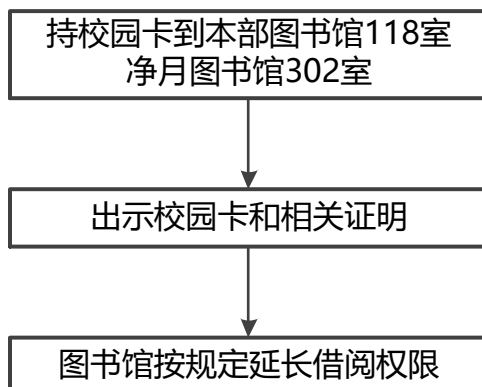 持校园卡到本部图书馆118室
净月图书馆302室
出示校园卡和相关证明
图书馆按规定延长借阅权限